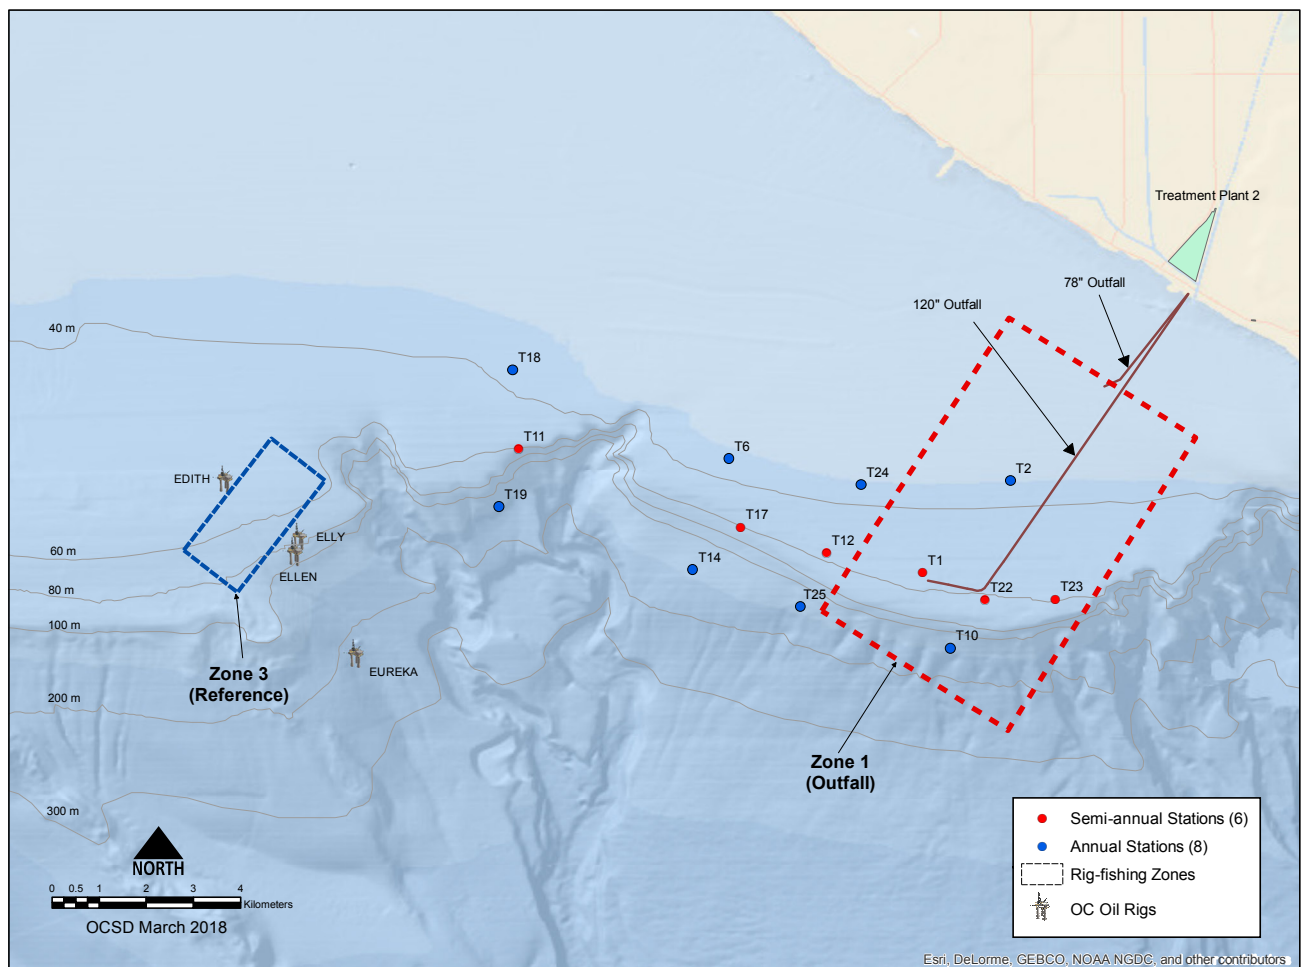 Treatment Plant 2
78" Outfall
120" Outfall
40 m
T18
T11
T6
T24
T2
EDITH
T19
T17
ELLY
T12
60 m
T14
T1
ELLEN
80 m
T25
T22
T23
100 m
T10
Zone 3
(Reference)
EUREKA
200 m
Zone 1
(Outfall)
300 m
NORTH
0 0.5 1 2 3 4
Kilometers
OCSD March 2018
Semi-annual Stations (6)
Annual Stations (8)
Rig-fishing Zones
OC Oil Rigs
Esri, DeLorme, GEBCO, NOAA NGDC, and other contributors